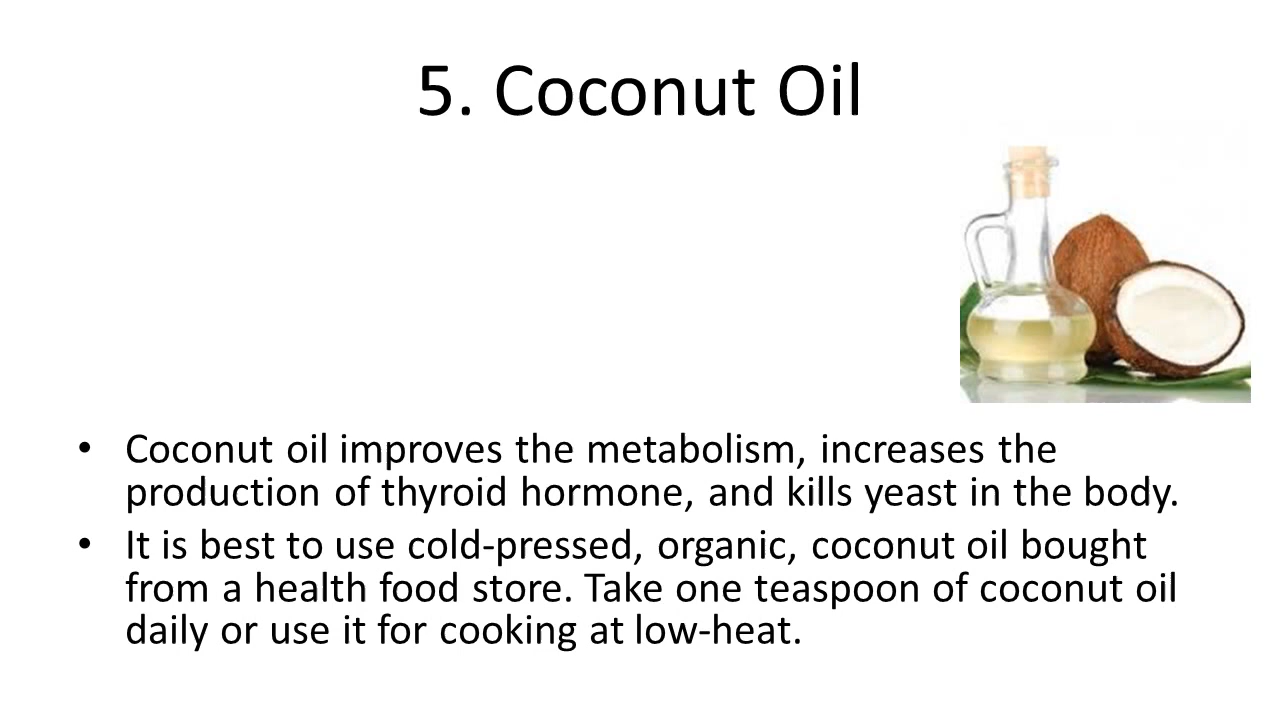 5. Coconut Oil
• Coconut oil improves the metabolism, increases the
production of thyroid hormone, and kills yeast in the body.
• It is best to use cold-pressed, organic, coconut oil bought
from a health food store. Take one teaspoon of coconut oil
daily or use it for cooking at low-heat.